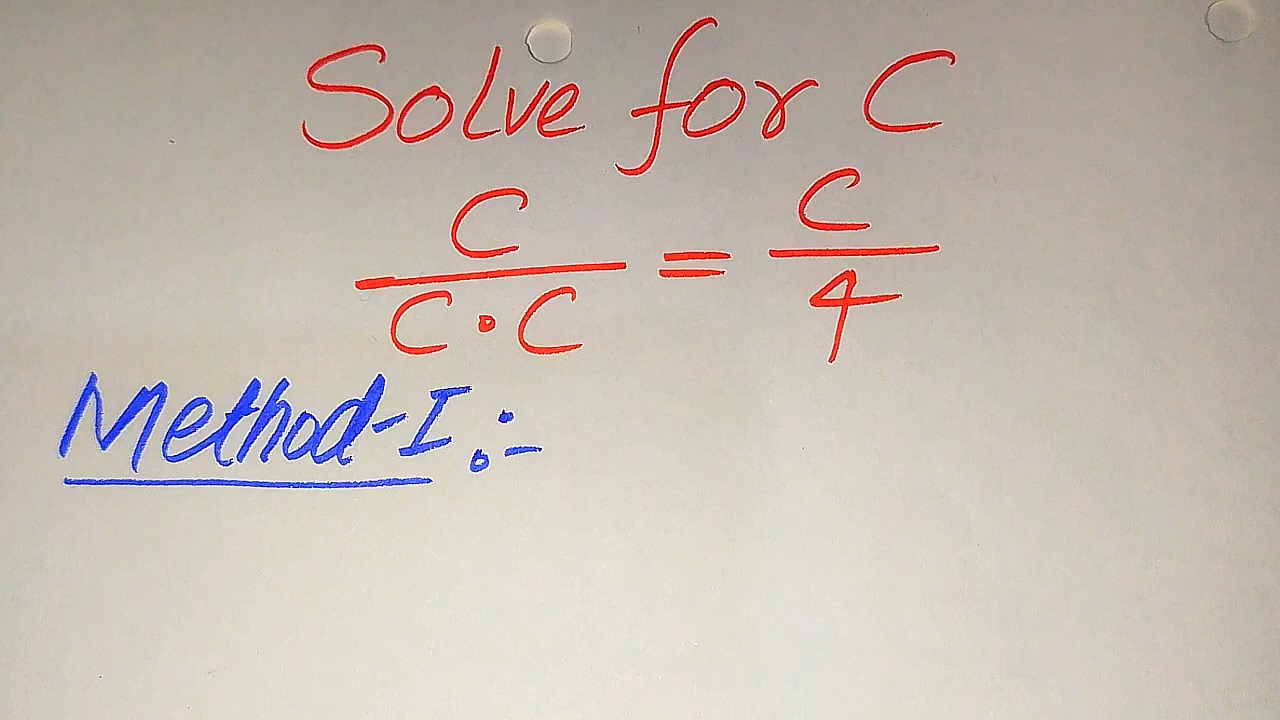 Solve for C
C / C · C = C / 4
Method-I :-